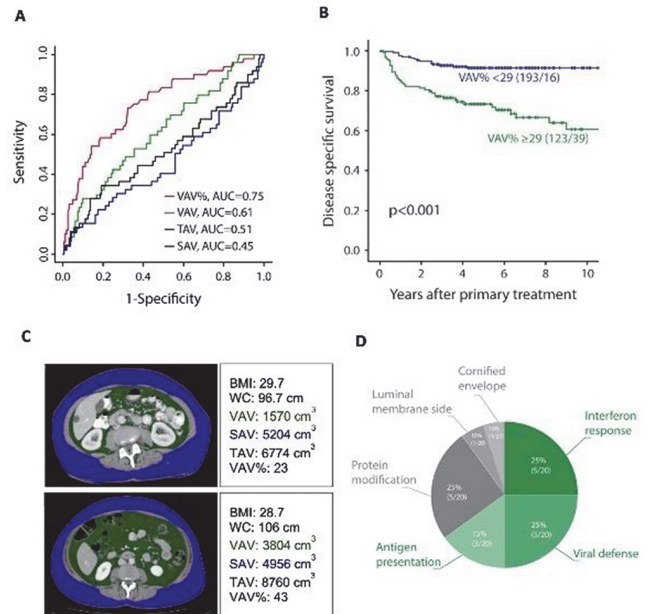 A
Sensitivity
1.0
0.8
0.6
0.4
0.2
0.0
VAV%, AUC=0.75
VAV, AUC=0.61
TAV, AUC=0.51
SAV, AUC=0.45
0.0 0.2 0.4 0.6 0.8 1.0
1-Specificity
B
Disease specific survival
1.0
0.8
0.6
0.4
0.2
0.0
VAV% <29 (193/16)
VAV% ≥29 (123/39)
p<0.001
0 2 4 6 8 10
Years after primary treatment
C
BMI: 29.7
WC: 96.7 cm
VAV: 1570 cm³
SAV: 5204 cm³
TAV: 6774 cm³
VAV%: 23
BMI: 28.7
WC: 106 cm
VAV: 3804 cm³
SAV: 4956 cm³
TAV: 8760 cm³
VAV%: 43
D
Cornified
envelope
Luminal
membrane side
Interferon
response
Protein
modification
Antigen
presentation
Viral defense
25%
(5/20)
25%
(5/20)
15%
(3/20)
25%
(5/20)
10%